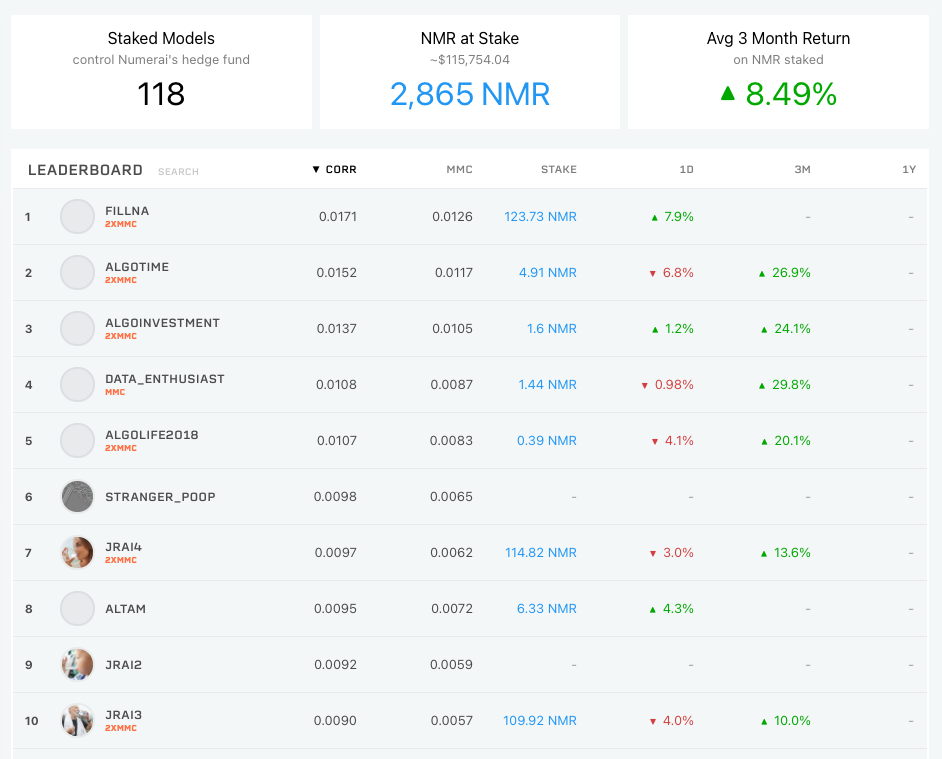 Staked Models
control Numerai's hedge fund
118
NMR at Stake
~$115,754.04
2,865 NMR
Avg 3 Month Return
on NMR staked
▲ 8.49%
LEADERBOARD SEARCH ▼ CORR MMC STAKE 1D 3M 1Y
1 FILLNA 2XMMC 0.0171 0.0126 123.73 NMR ▲ 7.9% - -
2 ALGOTIME 2XMMC 0.0152 0.0117 4.91 NMR ▼ 6.8% ▲ 26.9% -
3 ALGOINVESTMENT 2XMMC 0.0137 0.0105 1.6 NMR ▲ 1.2% ▲ 24.1% -
4 DATA_ENTHUSIAST MMC 0.0108 0.0087 1.44 NMR ▼ 0.98% ▲ 29.8% -
5 ALGOLIFE2018 2XMMC 0.0107 0.0083 0.39 NMR ▼ 4.1% ▲ 20.1% -
6 STRANGER_POOP 0.0098 0.0065 - - - -
7 JRAI4 2XMMC 0.0097 0.0062 114.82 NMR ▼ 3.0% ▲ 13.6% -
8 ALTAM 0.0095 0.0072 6.33 NMR ▲ 4.3% - -
9 JRAI2 0.0092 0.0059 - - - -
10 JRAI3 2XMMC 0.0090 0.0057 109.92 NMR ▼ 4.0% ▲ 10.0% -